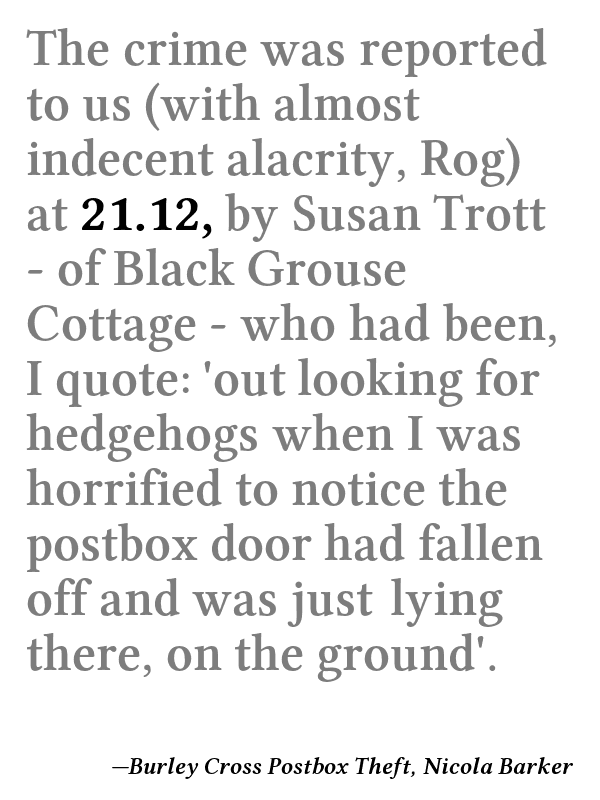 The crime was reported
to us (with almost
indecent alacrity, Rog)
at 21.12, by Susan Trott
- of Black Grouse
Cottage - who had been,
I quote: 'out looking for
hedgehogs when I was
horrified to notice the
postbox door had fallen
off and was just lying
there, on the ground'.
—Burley Cross Postbox Theft, Nicola Barker